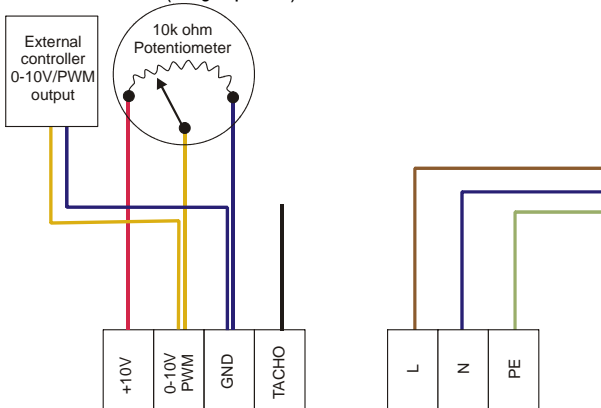 External
controller
0-10V/PWM
output
10k ohm
Potentiometer
+10V
0-10V
PWM
GND
TACHO
L
N
PE